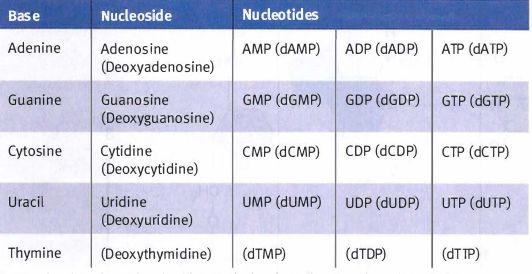 Base Nucleoside Nucleotides
Adenine Adenosine AMP (dAMP) ADP (dADP) ATP (dATP)
(Deoxyadenosine)
Guanine Guanosine GMP (dGMP) GDP (dGDP) GTP (dGTP)
(Deoxyguanosine)
Cytosine Cytidine CMP (dCMP) CDP (dCDP) CTP (dCTP)
(Deoxycytidine)
Uracil Uridine UMP (dUMP) UDP (dUDP) UTP (dUTP)
(Deoxyuridine)
Thymine (Deoxythymidine) (dTMP) (dTDP) (dTTP)